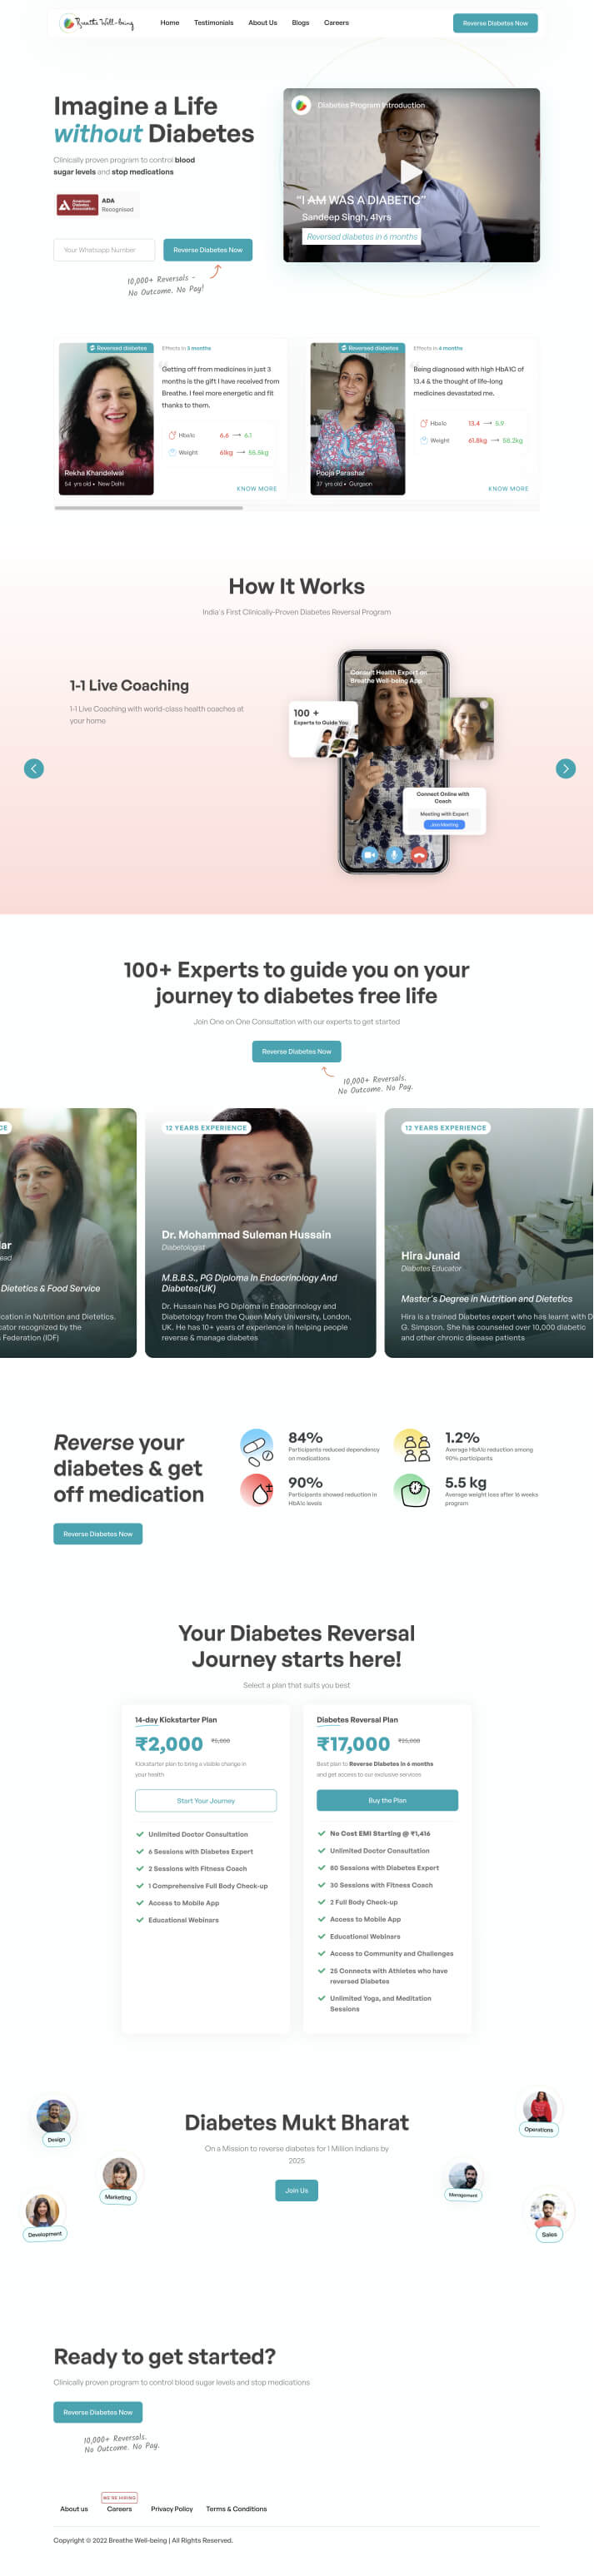 Breathe Well-being
Home
Testimonials
About Us
Blogs
Careers
Reverse Diabetes Now
Imagine a Life
without Diabetes
Clinically proven program to control blood
sugar levels and stop medications
American Diabetes Association
ADA
Recognised
Your Whatsapp Number
Reverse Diabetes Now
10,000+ Reversals -
No Outcome. No Pay!
Diabetes Program Introduction
"I AM WAS A DIABETIC"
Sandeep Singh, 41yrs
Reversed diabetes in 6 months
Reversed diabetes
Rekha Khandelwal
64 yrs old • New Delhi
Effects in 3 months
Getting off from medicines in just 3
months is the gift I have received from
Breathe. I feel more energetic and fit
thanks to them.
Hba1c 6.6 → 6.1
Weight 61kg → 55.5kg
KNOW MORE
Reversed diabetes
Pooja Parashar
37 yrs old • Gurgaon
Effects in 4 months
Being diagnosed with high HbA1C of
13.4 & the thought of life-long
medicines devastated me.
Hba1c 13.4 → 5.9
Weight 61.8kg → 58.2kg
KNOW MORE
How It Works
India's First Clinically-Proven Diabetes Reversal Program
1-1 Live Coaching
1-1 Live Coaching with world-class health coaches at
your home
Consult Health Expert on
Breathe Well-being App
100 +
Experts to Guide You
Connect Online with
Coach
Meeting with Expert
Join Meeting
100+ Experts to guide you on your
journey to diabetes free life
Join One on One Consultation with our experts to get started
Reverse Diabetes Now
10,000+ Reversals.
No Outcome. No Pay.
CE
ar
ead
Dietetics & Food Service
cation in Nutrition and Dietetics.
ator recognized by the
Federation (IDF)
12 YEARS EXPERIENCE
Dr. Mohammad Suleman Hussain
Diabetologist
M.B.B.S., PG Diploma In Endocrinology And
Diabetes(UK)
Dr. Hussain has PG Diploma in Endocrinology and
Diabetology from the Queen Mary University, London,
UK. He has 10+ years of experience in helping people
reverse & manage diabetes
12 YEARS EXPERIENCE
Hira Junaid
Diabetes Educator
Master's Degree in Nutrition and Dietetics
Hira is a trained Diabetes expert who has learnt with D
G. Simpson. She has counseled over 10,000 diabetic
and other chronic disease patients
Reverse your
diabetes & get
off medication
Reverse Diabetes Now
84%
Participants reduced dependency
on medications
1.2%
Average HbA1c reduction among
90% participants
90%
Participants showed reduction in
HbA1c levels
5.5 kg
Average weight loss after 16 weeks
program
Your Diabetes Reversal
Journey starts here!
Select a plan that suits you best
14-day Kickstarter Plan
₹2,000 ₹5,000
Kickstarter plan to bring a visible change in
your health
Start Your Journey
Unlimited Doctor Consultation
6 Sessions with Diabetes Expert
2 Sessions with Fitness Coach
1 Comprehensive Full Body Check-up
Access to Mobile App
Educational Webinars
Diabetes Reversal Plan
₹17,000
Best plan to Reverse Diabetes in 6 months
and get access to our exclusive services
Buy the Plan
No Cost EMI Starting @ ₹1,416
Unlimited Doctor Consultation
80 Sessions with Diabetes Expert
30 Sessions with Fitness Coach
2 Full Body Check-up
Access to Mobile App
Educational Webinars
Access to Community and Challenges
25 Connects with Athletes who have
reversed Diabetes
Unlimited Yoga, and Meditation
Sessions
Design
Marketing
Development
Diabetes Mukt Bharat
On a Mission to reverse diabetes for 1 Million Indians by
2025
Join Us
Operations
Management
Sales
Ready to get started?
Clinically proven program to control blood sugar levels and stop medications
Reverse Diabetes Now
10,000+ Reversals.
No Outcome. No Pay.
WE'RE HIRING
About us
Careers
Privacy Policy
Terms & Conditions
Copyright © 2022 Breathe Well-being | All Rights Reserved.